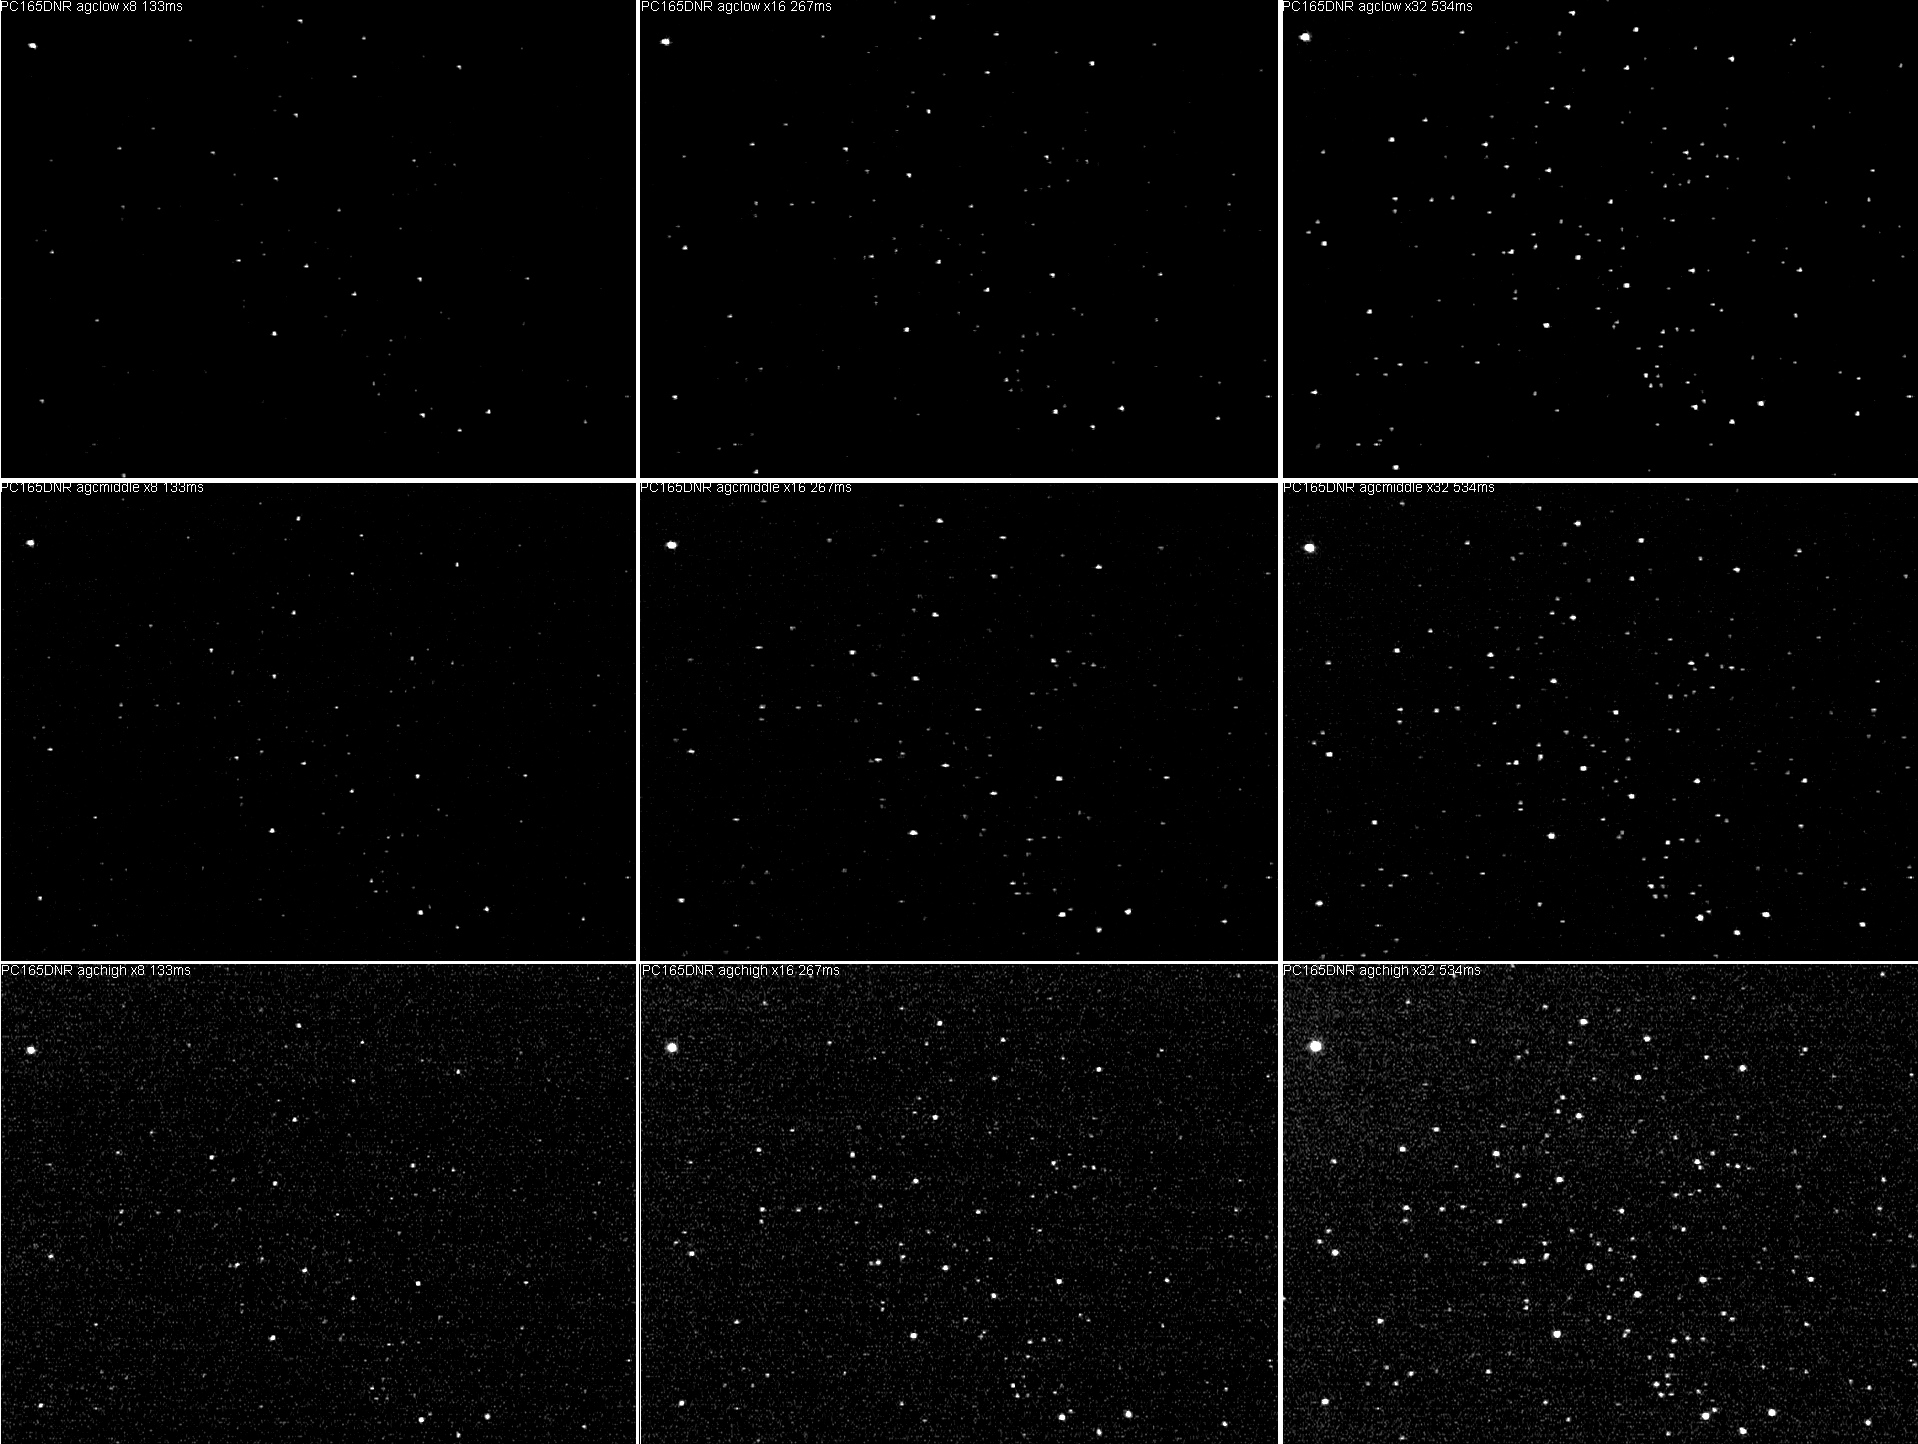 PC165DNR agclow x8 133ms
PC165DNR agclow x16 267ms
PC165DNR agclow x32 534ms
PC165DNR agcmiddle x8 133ms
PC165DNR agcmiddle x16 267ms
PC165DNR agcmiddle x32 534ms
PC165DNR agchigh x8 133ms
PC165DNR agchigh x16 267ms
PC165DNR agchigh x32 534ms